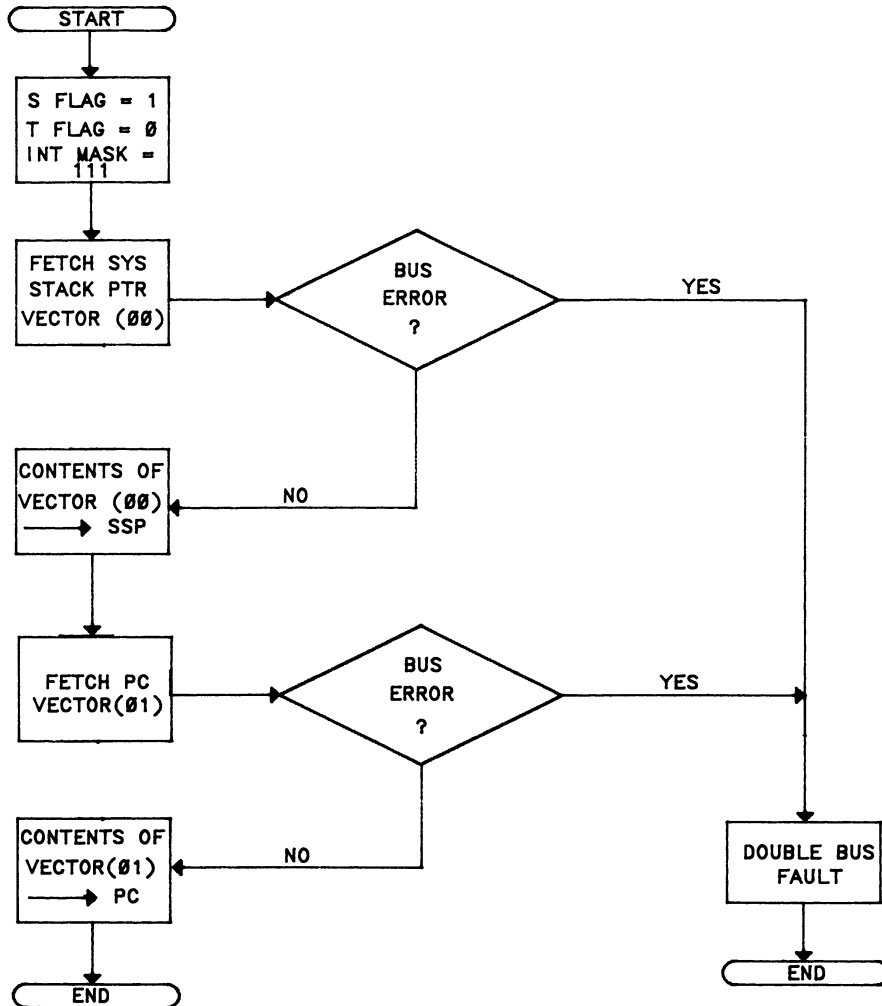 START
S FLAG = 1
T FLAG = Ø
INT MASK =
111
FETCH SYS
STACK PTR
VECTOR (ØØ)
BUS
ERROR
?
YES
CONTENTS OF
VECTOR (ØØ)
⟶ SSP
NO
FETCH PC
VECTOR(Ø1)
BUS
ERROR
?
YES
CONTENTS OF
VECTOR(Ø1)
⟶ PC
NO
DOUBLE BUS
FAULT
END
END